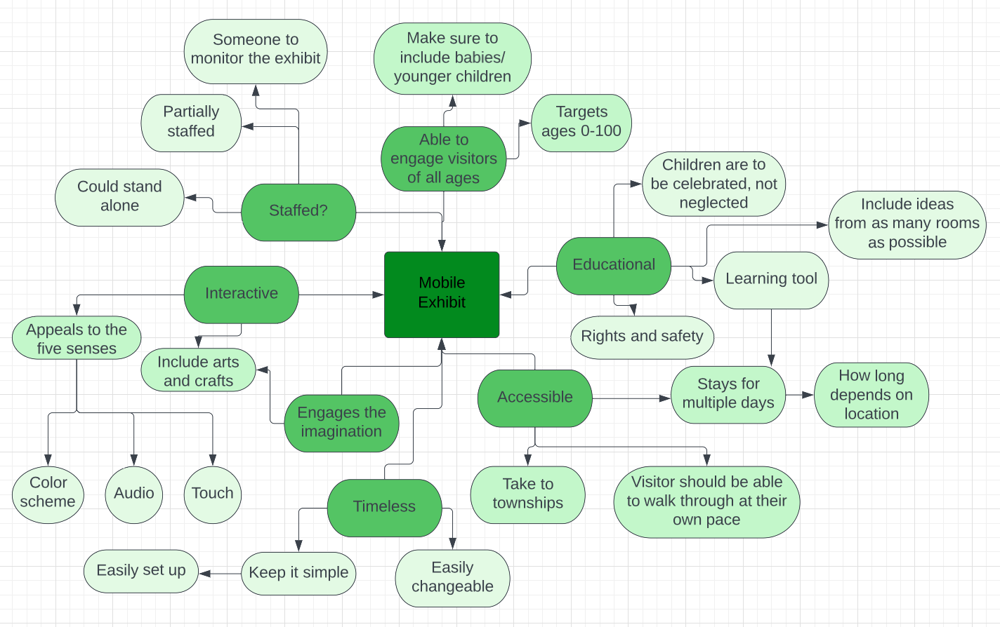 Someone to
monitor the exhibit
Make sure to
include babies/
younger children
Partially
staffed
Targets
ages 0-100
Able to
engage visitors
of all ages
Could stand
alone
Staffed?
Children are to
be celebrated, not
neglected
Include ideas
from as many rooms
as possible
Educational
Learning tool
Rights and safety
Mobile
Exhibit
Interactive
Appeals to the
five senses
Include arts
and crafts
Engages the
imagination
Accessible
Stays for
multiple days
How long
depends on
location
Color
scheme
Audio
Touch
Timeless
Take to
townships
Visitor should be able
to walk through at their
own pace
Easily set up
Keep it simple
Easily
changeable